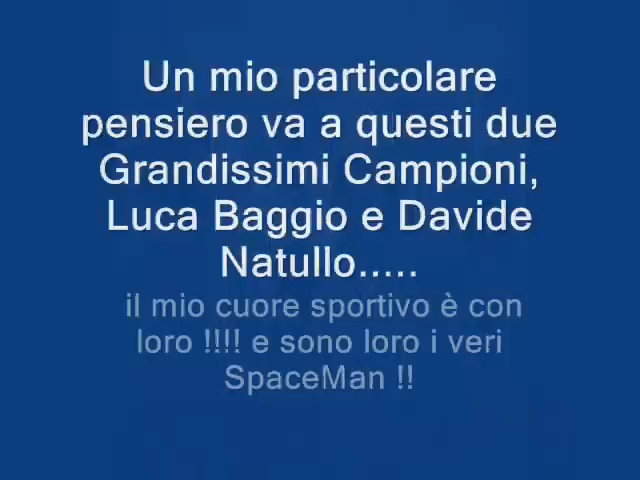 Un mio particolare
pensiero va a questi due
Grandissimi Campioni,
Luca Baggio e Davide
Natullo.....
il mio cuore sportivo è con
loro !!!! e sono loro i veri
SpaceMan !!